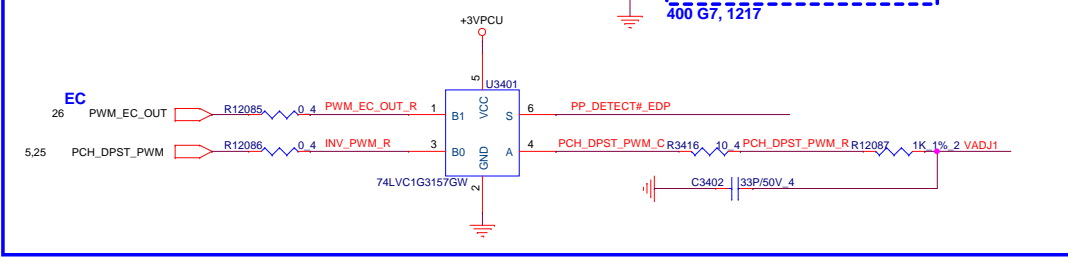 400 G7, 1217
+3VPCU
5
U3401
EC
26 PWM_EC_OUT R12085 0_4 PWM_EC_OUT_R 1 B1 VCC S 6 PP_DETECT#_EDP
5,25 PCH_DPST_PWM R12086 0_4 INV_PWM_R 3 B0 GND A 4 PCH_DPST_PWM_C R3416 10_4 PCH_DPST_PWM_R R12087 1K_1%_2 VADJ1
74LVC1G3157GW 2 C3402 33P/50V_4